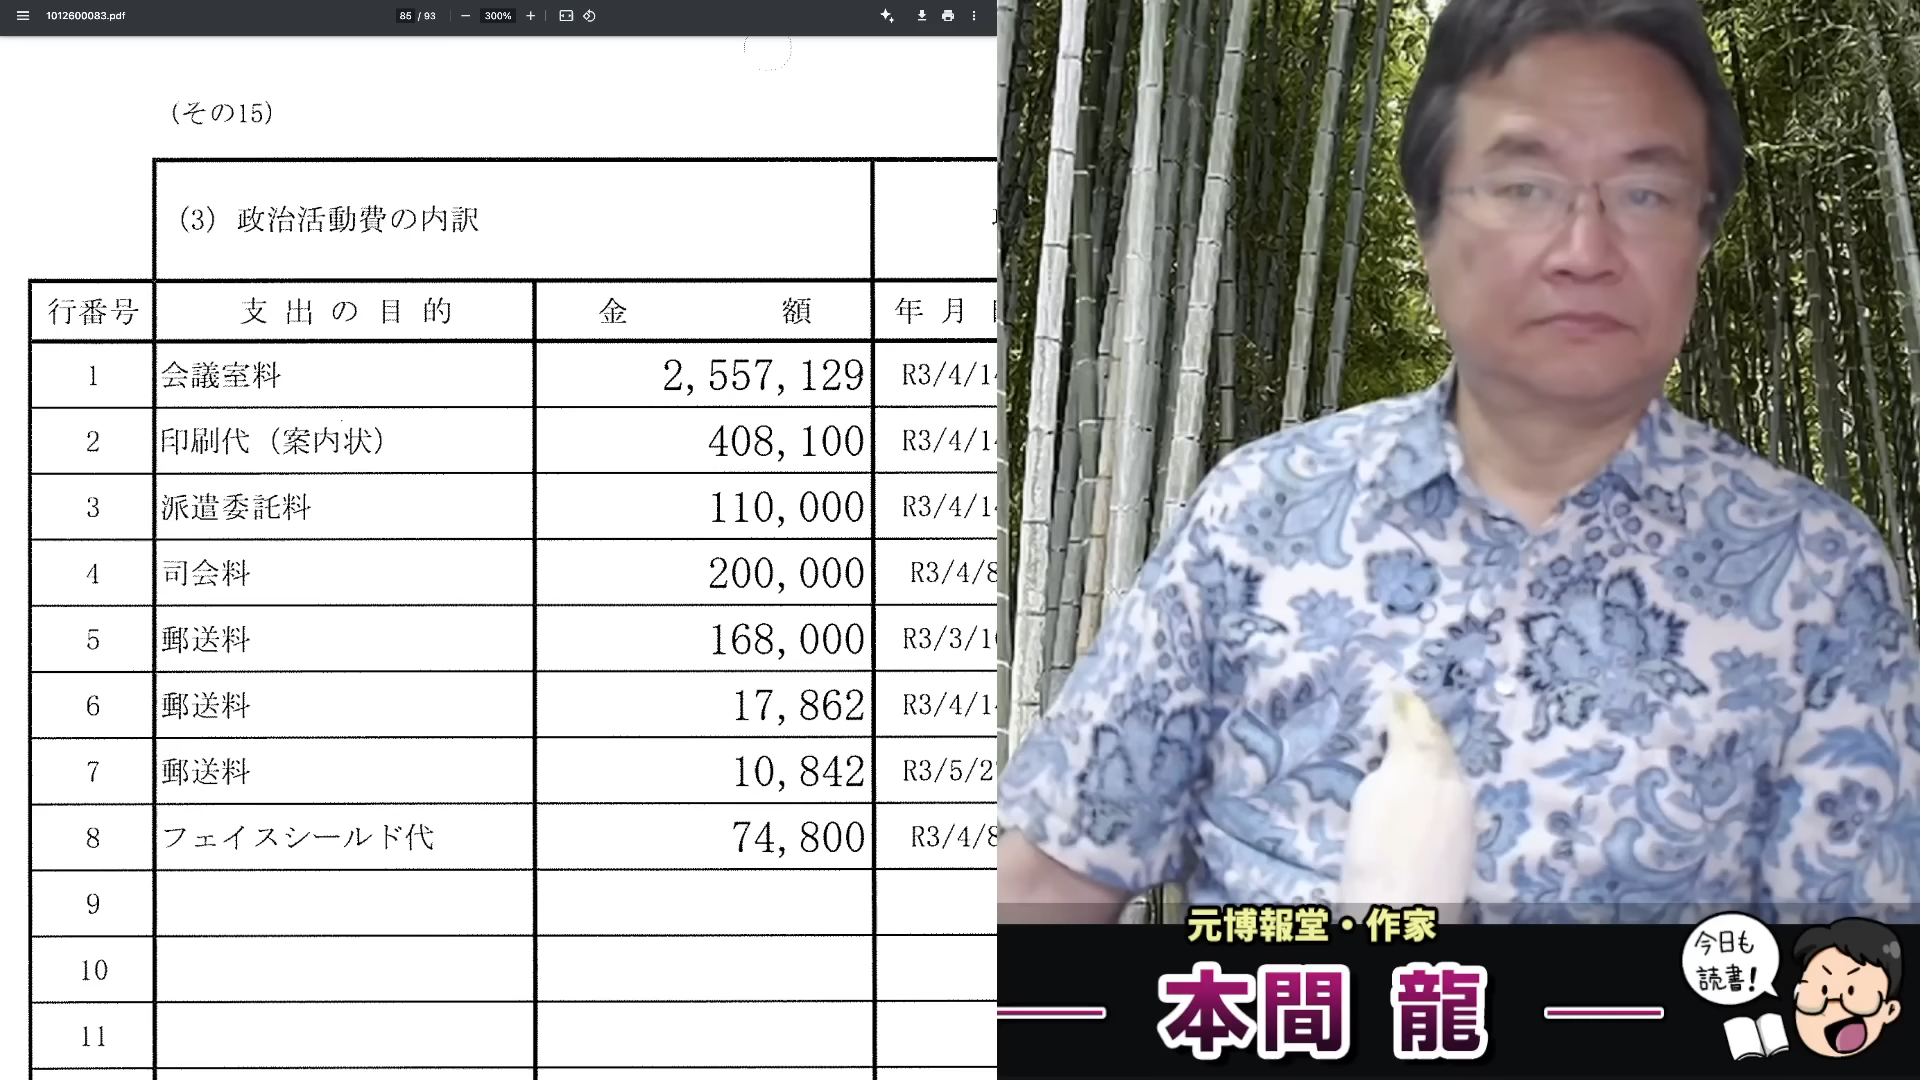 1012600083.pdf
85 / 93
300%
(その15)
(3) 政治活動費の内訳
行番号 支出の目的 金額 年月
1 会議室料 2,557,129 R3/4/14
2 印刷代（案内状） 408,100 R3/4/14
3 派遣委託料 110,000 R3/4/14
4 司会料 200,000 R3/4/8
5 郵送料 168,000 R3/3/1
6 郵送料 17,862 R3/4/14
7 郵送料 10,842 R3/5/2
8 フェイスシールド代 74,800 R3/4/8
9
10
11
元博報堂・作家
本間 龍
今日も
読書!